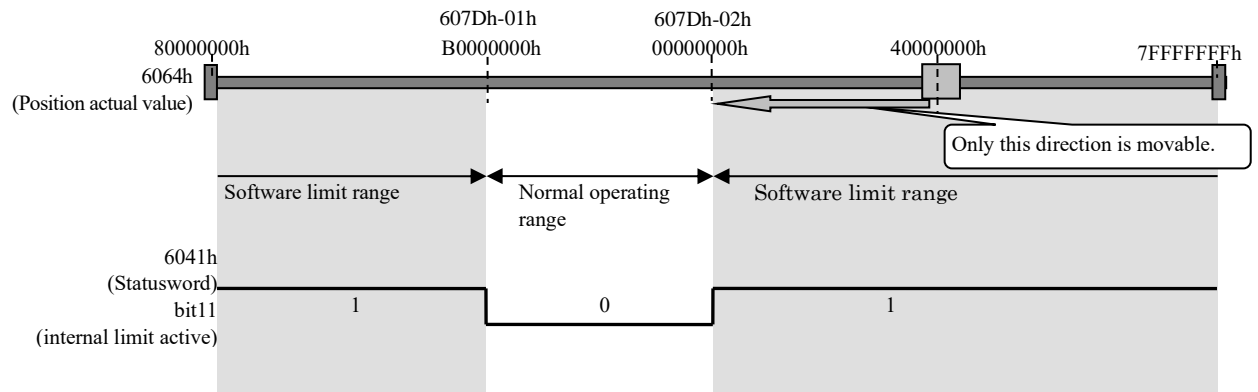 607Dh-01h 607Dh-02h
80000000h B0000000h 00000000h 40000000h 7FFFFFFFh
6064h
(Position actual value)
Only this direction is movable.
Software limit range
Normal operating
range
Software limit range
6041h
(Statusword)
bit11
(internal limit active)
1 0 1